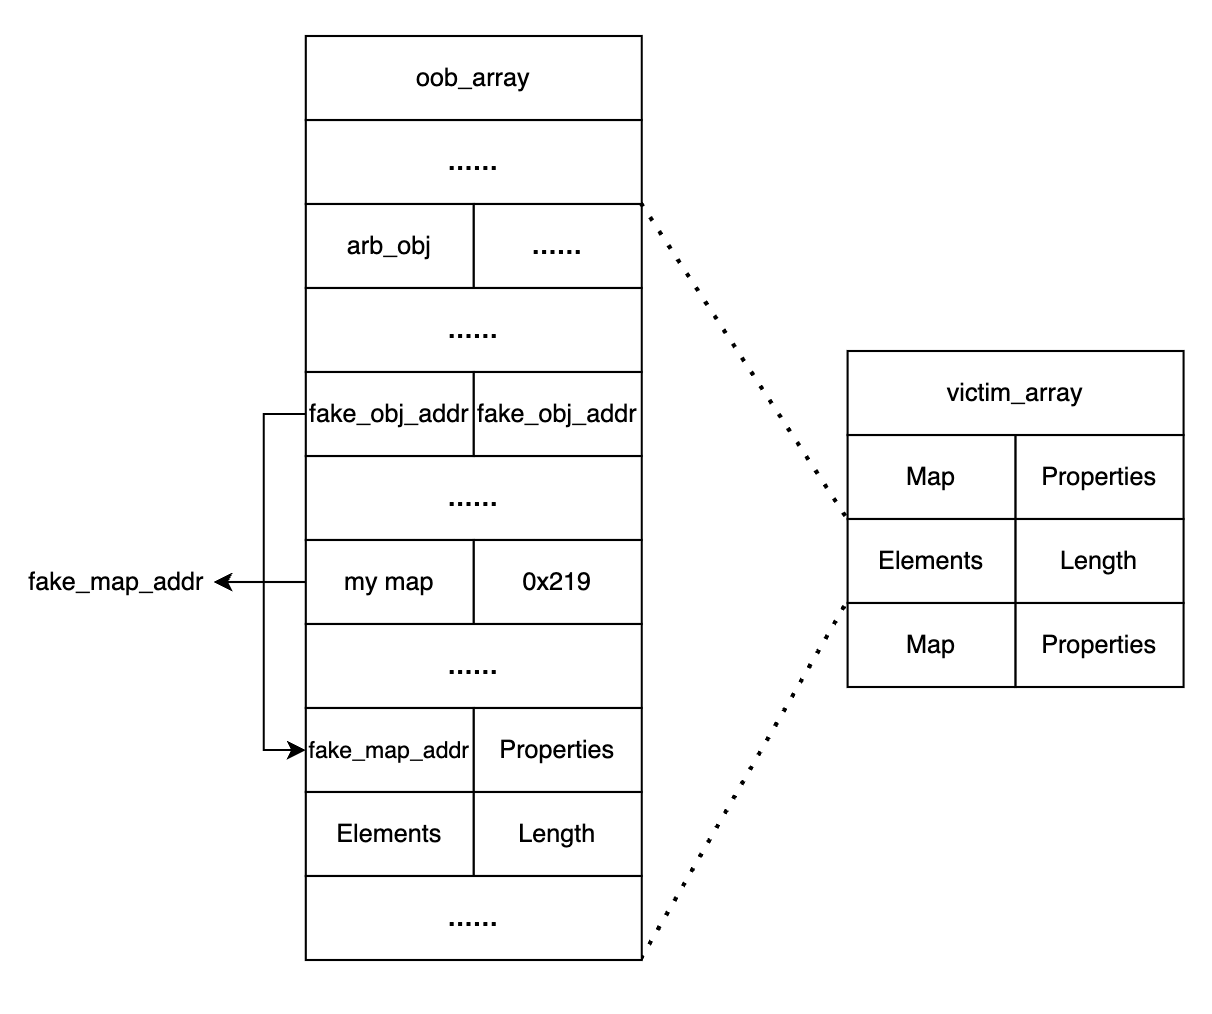 oob_array
......
arb_obj ......
......
fake_obj_addr fake_obj_addr
......
fake_map_addr my map 0x219
......
fake_map_addr Properties
Elements Length
......
victim_array
Map Properties
Elements Length
Map Properties